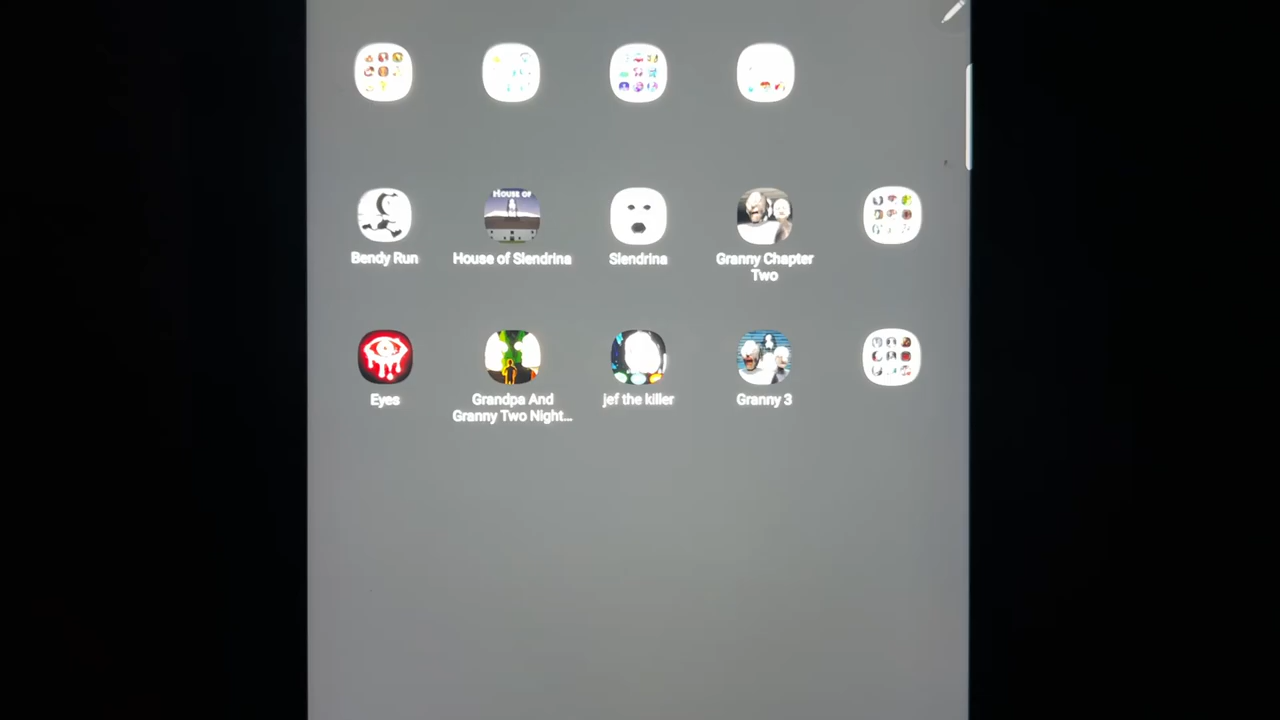 HOUSE OF
Bendy Run
House of Slendrina
Slendrina
Granny Chapter
Two
Eyes
Grandpa And
Granny Two Night...
jef the killer
Granny 3